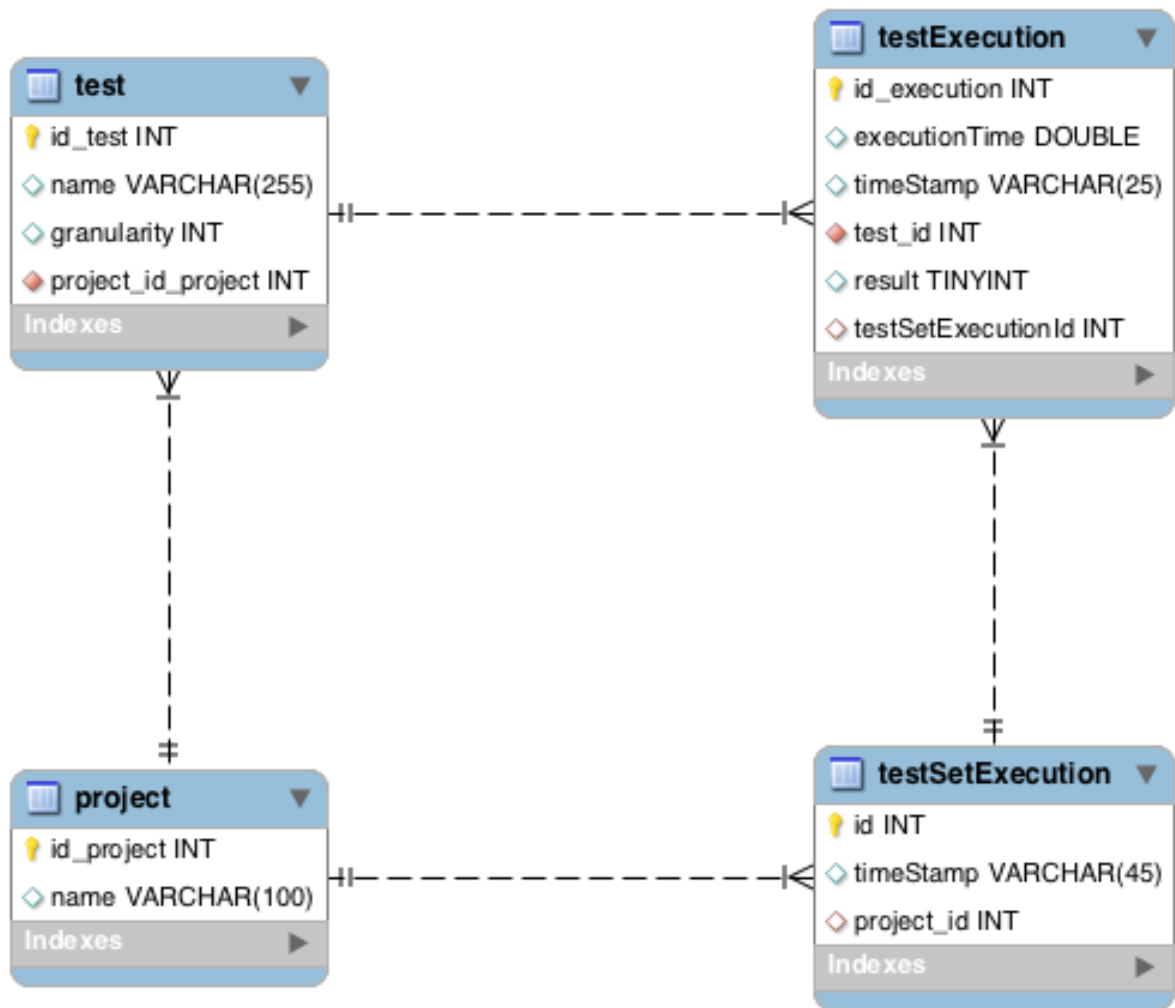 test
id_test INT
name VARCHAR(255)
granularity INT
project_id_project INT
Indexes
testExecution
id_execution INT
executionTime DOUBLE
timeStamp VARCHAR(25)
test_id INT
result TINYINT
testSetExecutionId INT
Indexes
project
id_project INT
name VARCHAR(100)
Indexes
testSetExecution
id INT
timeStamp VARCHAR(45)
project_id INT
Indexes